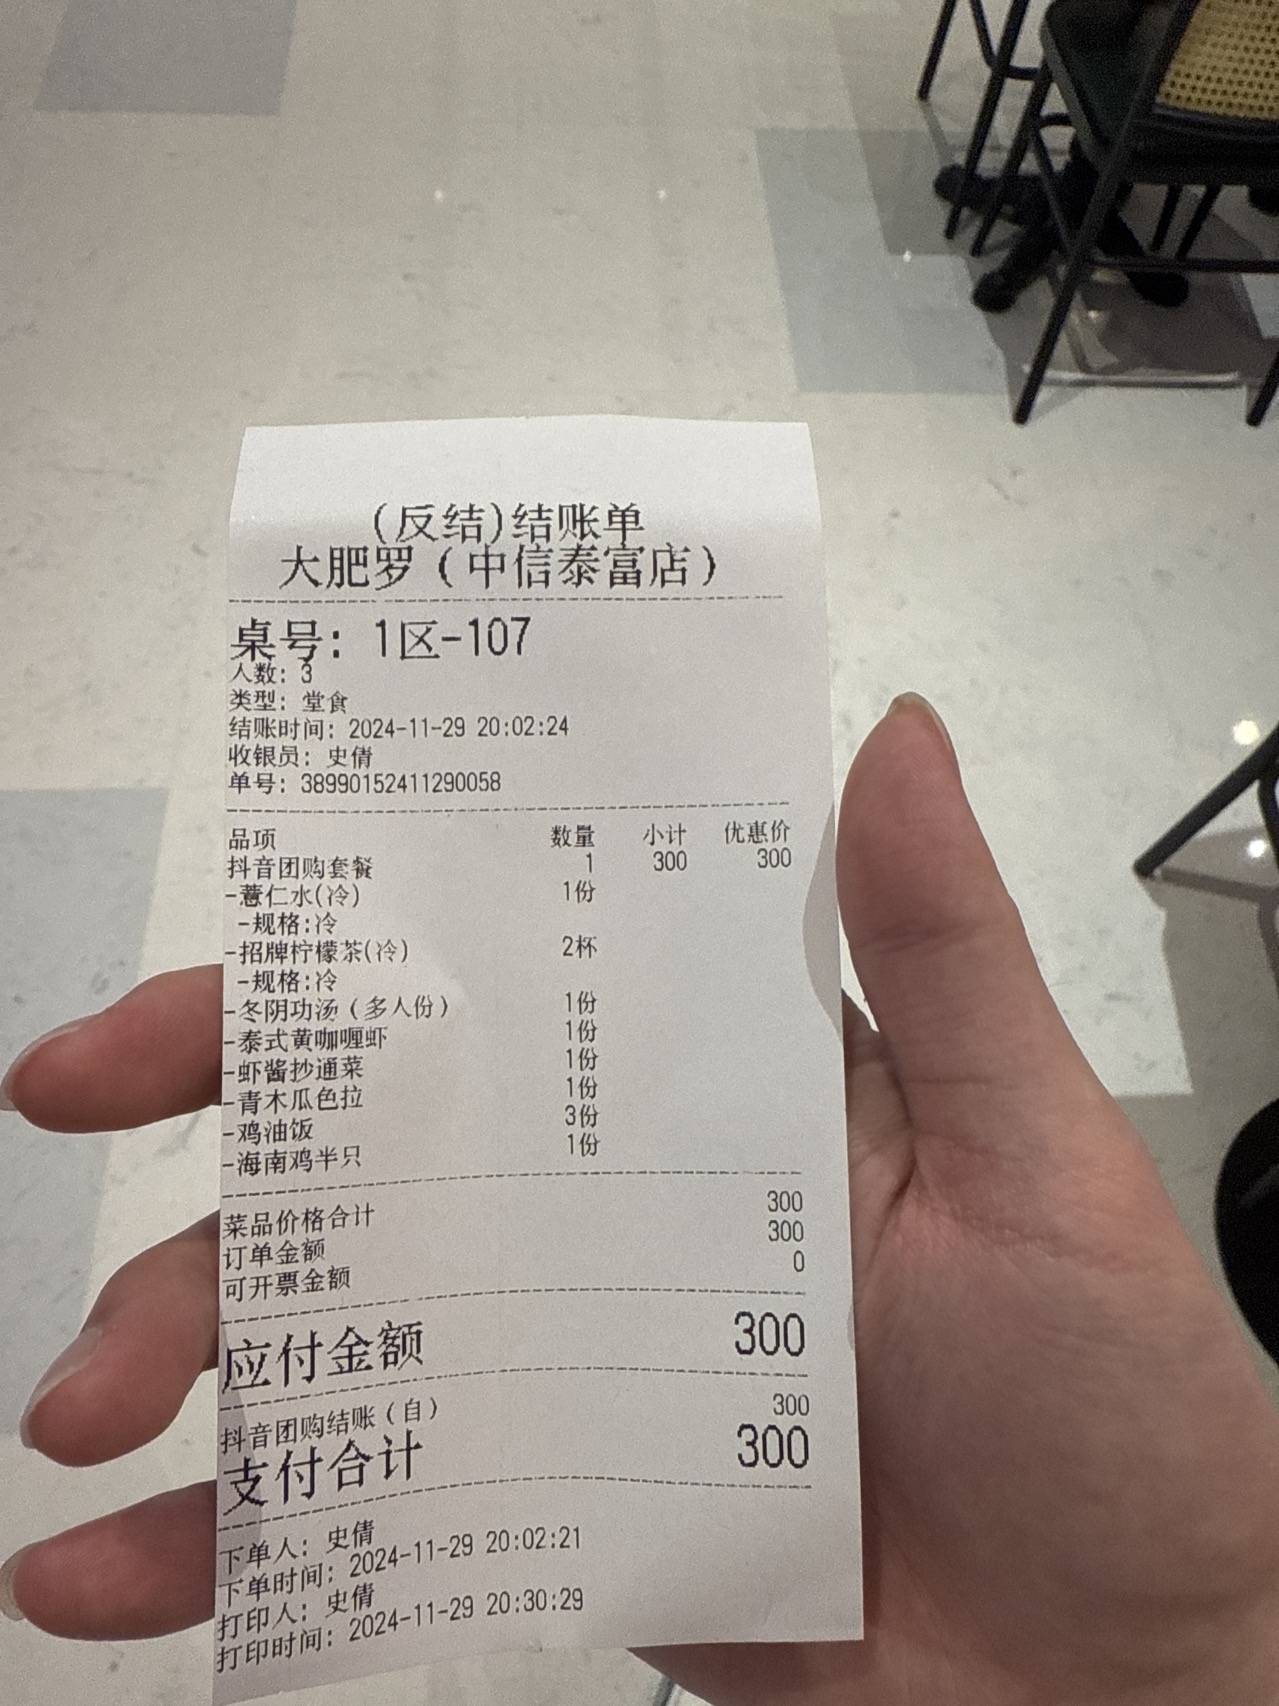 (反结)结账单
大肥罗（中信泰富店）
桌号: 1区-107
人数: 3
类型: 堂食
结账时间: 2024-11-29 20:02:24
收银员: 史倩
单号: 38990152411290058
品项 数量 小计 优惠价
抖音团购套餐 1 300 300
-薏仁水(冷) 1份
-规格:冷
-招牌柠檬茶(冷) 2杯
-规格:冷
-冬阴功汤（多人份） 1份
-泰式黄咖喱虾 1份
-虾酱抄通菜 1份
-青木瓜色拉 1份
-鸡油饭 3份
-海南鸡半只 1份
菜品价格合计 300
订单金额 300
可开票金额 0
应付金额 300
抖音团购结账（自） 300
支付合计 300
下单人: 史倩
下单时间: 2024-11-29 20:02:21
打印人: 史倩
打印时间: 2024-11-29 20:30:29